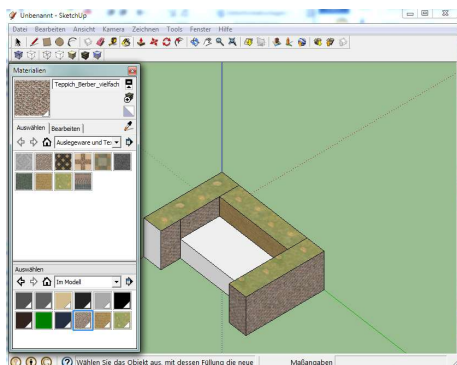 Unbenannt - SketchUp
Datei Bearbeiten Ansicht Kamera Zeichnen Tools Fenster Hilfe
Materialien
Teppich_Berber_vielfach
Auswählen Bearbeiten
Auslegeware und Tex
Auswählen
Im Modell
Wählen Sie das Objekt aus, mit dessen Füllung die neue
Maßangaben